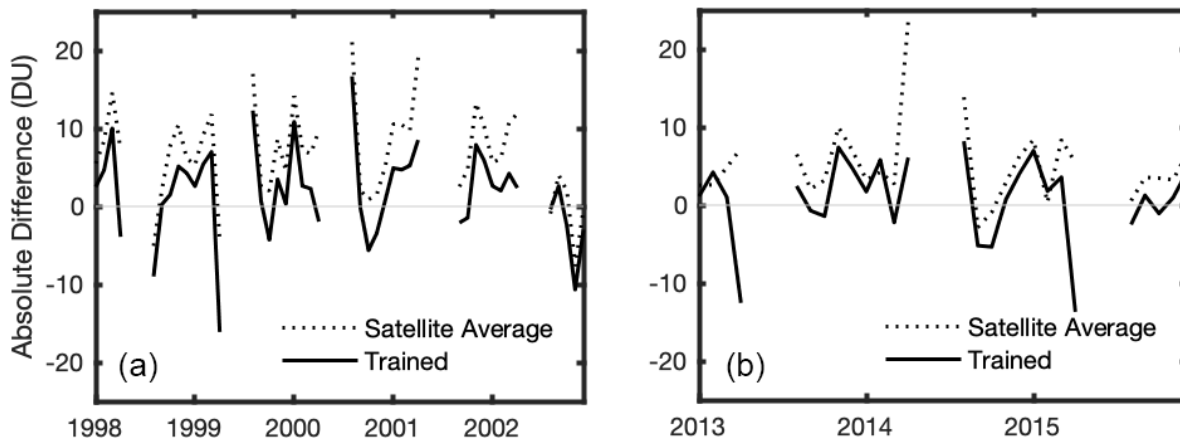 Absolute Difference (DU)
20
10
0
-10
-20
Satellite Average
Trained
(a)
1998 1999 2000 2001 2002
20
10
0
-10
-20
Satellite Average
Trained
(b)
2013 2014 2015